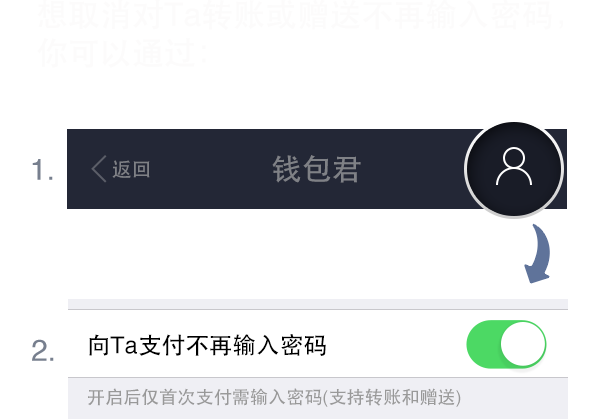 想取消对Ta转账或赠送不再输入密码，
你可以通过：
1.
返回
钱包君
2.
向Ta支付不再输入密码
开启后仅首次支付需输入密码(支持转账和赠送)